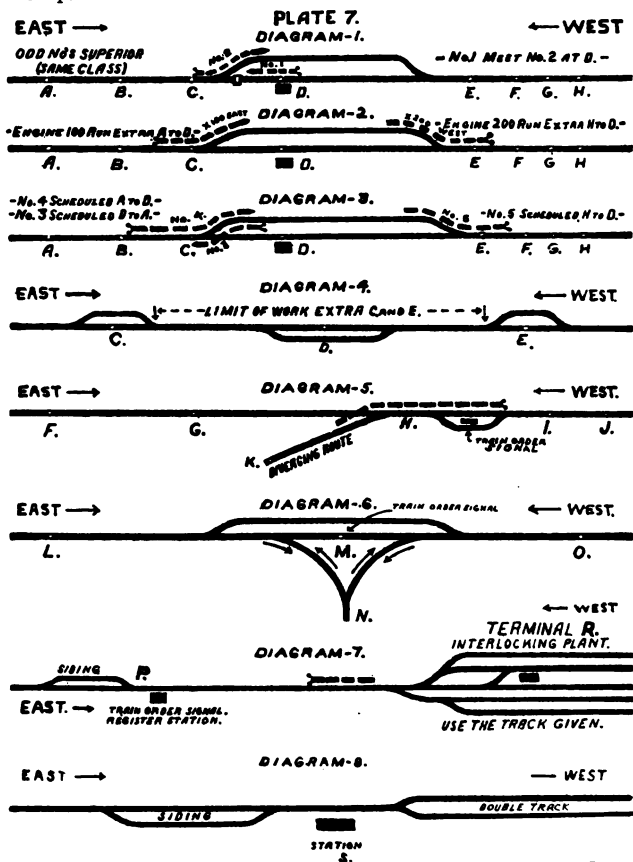 PLATE 7.
EAST → ← WEST
DIAGRAM-1.
ODD NO'S SUPERIOR
(SAME CLASS)
NO. 2
NO. 1
-No.1 MEET No.2 AT D.-
A. B. C. D. E. F. G. H.
DIAGRAM-2.
-ENGINE 100 RUN EXTRA A TO D.-
X 100 EAST
X 200 WEST
-ENGINE 200 RUN EXTRA H TO D.-
A B C. D. E F G H
DIAGRAM-3
-NO. 4 SCHEDULED A TO D.-
-NO. 3 SCHEDULED D TO A.-
NO. 4.
NO. 3
NO. 5
-NO. 5 SCHEDULED, H TO D.-
A. B. C. D. E. F. G. H
DIAGRAM-4.
EAST → ← WEST.
LIMIT OF WORK EXTRA C AND E.
C. D. E.
DIAGRAM-5.
EAST → ← WEST.
F. G. H. I. J.
K. DIVERGING ROUTE
TRAIN ORDER
SIGNAL
DIAGRAM-6.
EAST → ← WEST.
TRAIN ORDER SIGNAL
L. M. O.
N.
← WEST
TERMINAL R.
INTERLOCKING PLANT.
DIAGRAM-7.
SIDING P.
EAST. →
TRAIN ORDER SIGNAL.
REGISTER STATION.
USE THE TRACK GIVEN.
DIAGRAM-8.
EAST → — WEST
SIDING
DOUBLE TRACK
STATION
S.